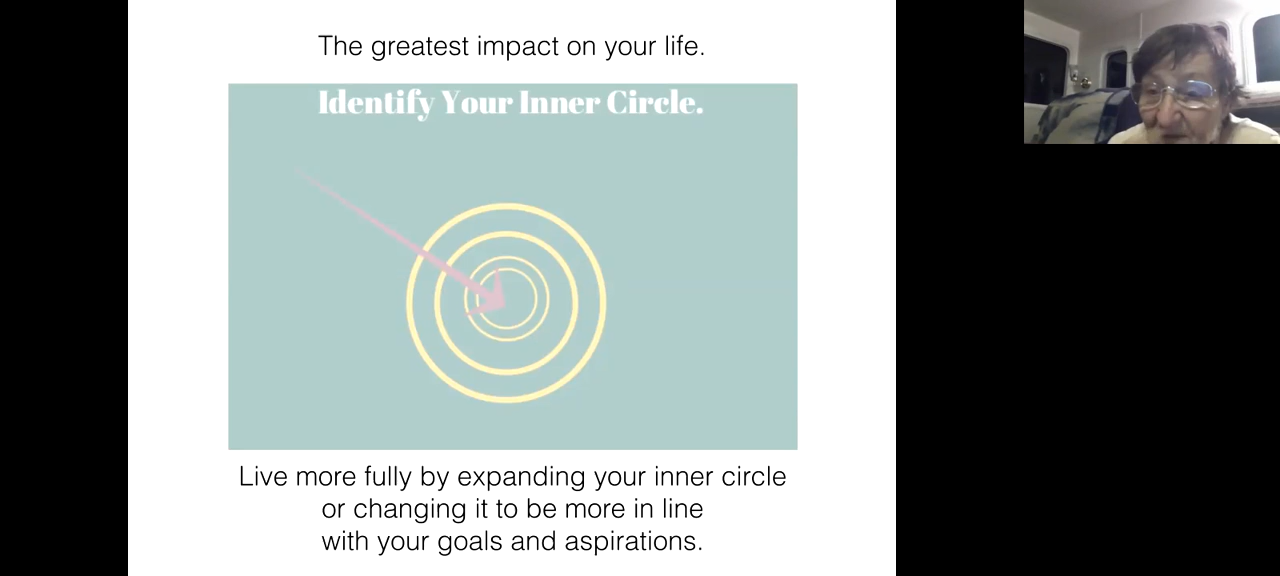 The greatest impact on your life.
Identify Your Inner Circle.
Live more fully by expanding your inner circle
or changing it to be more in line
with your goals and aspirations.